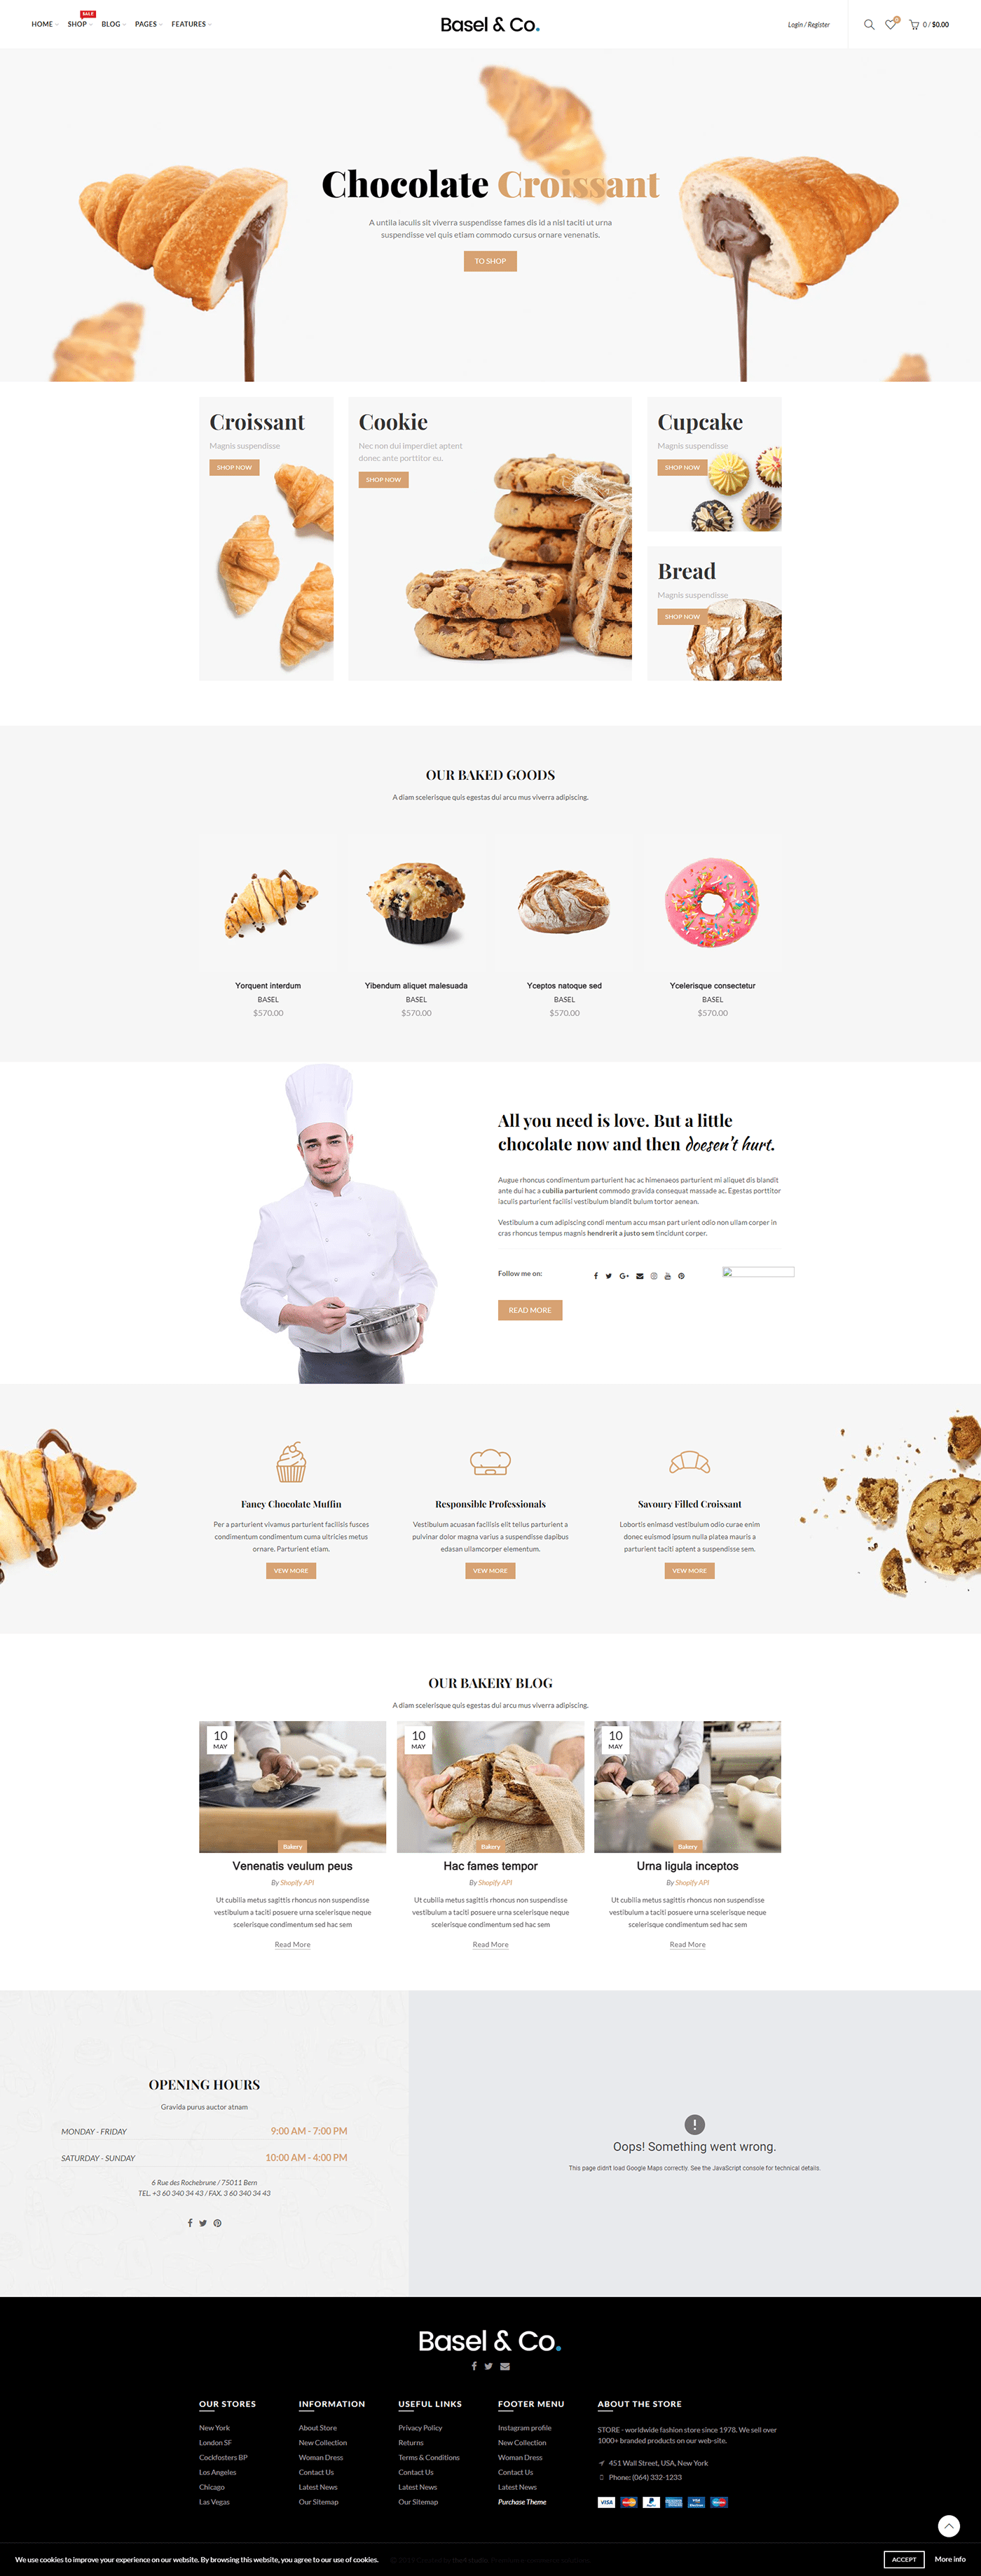 HOME SHOP BLOG PAGES FEATURES
SALE
Basel & Co.
Login / Register
0
0 / $0.00
Chocolate Croissant
A untila iaculis sit viverra suspendisse fames dis id a nisl taciti ut urna
suspendisse vel quis etiam commodo cursus ornare venenatis.
TO SHOP
Croissant
Magnis suspendisse
SHOP NOW
Cookie
Nec non dui imperdiet aptent
donec ante porttitor eu.
SHOP NOW
Cupcake
Magnis suspendisse
SHOP NOW
Bread
Magnis suspendisse
SHOP NOW
OUR BAKED GOODS
A diam scelerisque quis egestas dui arcu mus viverra adipiscing.
Yorquent interdum
BASEL
$570.00
Yibendum aliquet malesuada
BASEL
$570.00
Yceptos natoque sed
BASEL
$570.00
Ycelerisque consectetur
BASEL
$570.00
All you need is love. But a little
chocolate now and then doesen't hurt.
Augue rhoncus condimentum parturient hac ac himenaeos parturient mi aliquet dis blandit
ante dui hac a cubilia parturient commodo gravida consequat massade ac. Egestas porttitor
iaculis parturient facilisi vestibulum blandit bulum tortor aenean.
Vestibulum a cum adipiscing condi mentum accu msan part urient odio non ullam corper in
cras rhoncus tempus magnis hendrerit a justo sem tincidunt corper.
Follow me on:
READ MORE
Fancy Chocolate Muffin
Per a parturient vivamus parturient facilisis fusces
condimentum condimentum cuma ultricies metus
ornare. Parturient etiam.
VEW MORE
Responsible Professionals
Vestibulum acuasan facilisis elit tellus parturient a
pulvinar dolor magna varius a suspendisse dapibus
edasan ullamcorper elementum.
VEW MORE
Savoury Filled Croissant
Lobortis enimasd vestibulum odio curae enim
donec euismod ipsum nulla platea mauris a
parturient taciti aptent a suspendisse sem.
VEW MORE
OUR BAKERY BLOG
A diam scelerisque quis egestas dui arcu mus viverra adipiscing.
10
MAY
Bakery
Venenatis veulum peus
By Shopify API
Ut cubilia metus sagittis rhoncus non suspendisse
vestibulum a taciti posuere urna scelerisque neque
scelerisque condimentum sed hac sem
Read More
10
MAY
Bakery
Hac fames tempor
By Shopify API
Ut cubilia metus sagittis rhoncus non suspendisse
vestibulum a taciti posuere urna scelerisque neque
scelerisque condimentum sed hac sem
Read More
10
MAY
Bakery
Urna ligula inceptos
By Shopify API
Ut cubilia metus sagittis rhoncus non suspendisse
vestibulum a taciti posuere urna scelerisque neque
scelerisque condimentum sed hac sem
Read More
OPENING HOURS
Gravida purus auctor atnam
MONDAY - FRIDAY 9:00 AM - 7:00 PM
SATURDAY - SUNDAY 10:00 AM - 4:00 PM
6 Rue des Rochebrune / 75011 Bern
TEL. +3 60 340 34 43 / FAX. 3 60 340 34 43
Oops! Something went wrong.
This page didn't load Google Maps correctly. See the JavaScript console for technical details.
Basel & Co.
OUR STORES
New York
London SF
Cockfosters BP
Los Angeles
Chicago
Las Vegas
INFORMATION
About Store
New Collection
Woman Dress
Contact Us
Latest News
Our Sitemap
USEFUL LINKS
Privacy Policy
Returns
Terms & Conditions
Contact Us
Latest News
Our Sitemap
FOOTER MENU
Instagram profile
New Collection
Woman Dress
Contact Us
Latest News
Purchase Theme
ABOUT THE STORE
STORE - worldwide fashion store since 1978. We sell over
1000+ branded products on our web-site.
451 Wall Street, USA, New York
Phone: (064) 332-1233
VISA
We use cookies to improve your experience on our website. By browsing this website, you agree to our use of cookies.
ACCEPT
More info